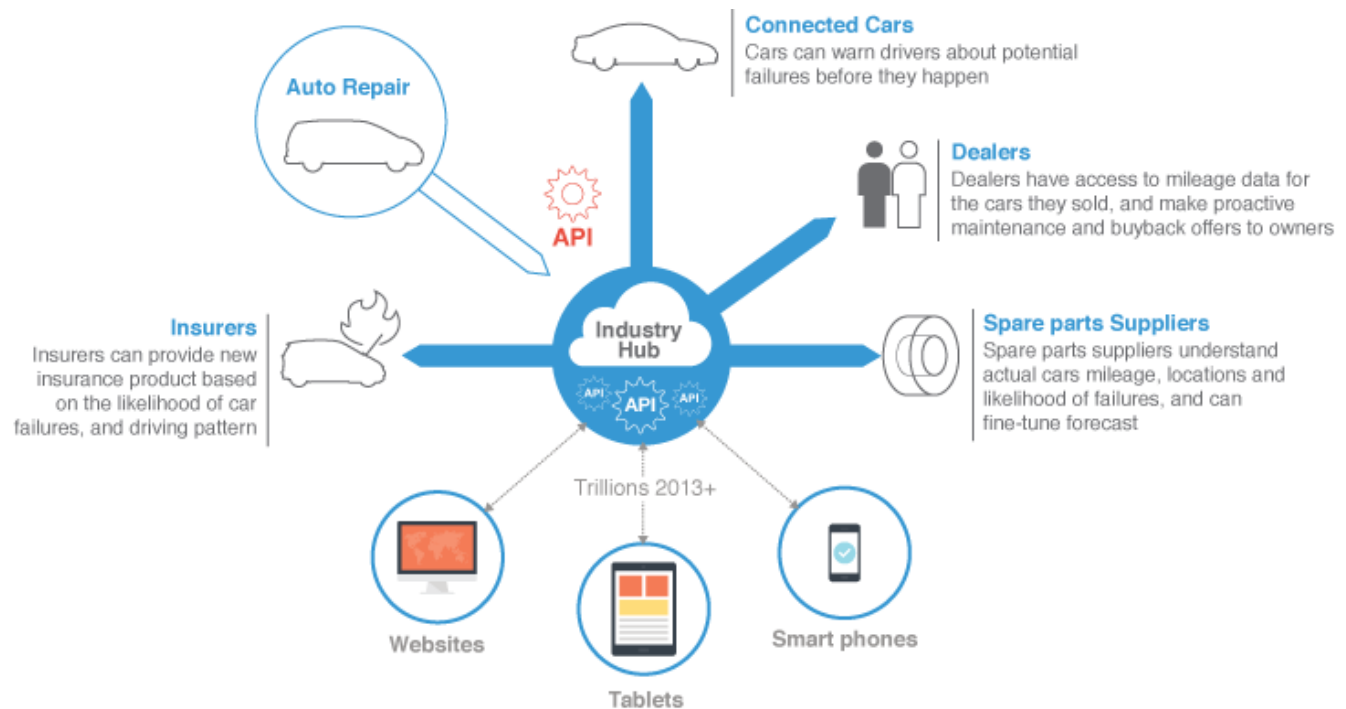 Connected Cars
Cars can warn drivers about potential
failures before they happen
Auto Repair
API
Dealers
Dealers have access to mileage data for
the cars they sold, and make proactive
maintenance and buyback offers to owners
Insurers
Insurers can provide new
insurance product based
on the likelihood of car
failures, and driving pattern
Industry
Hub
API
API
API
Spare parts Suppliers
Spare parts suppliers understand
actual cars mileage, locations and
likelihood of failures, and can
fine-tune forecast
Trillions 2013+
Websites
Tablets
Smart phones